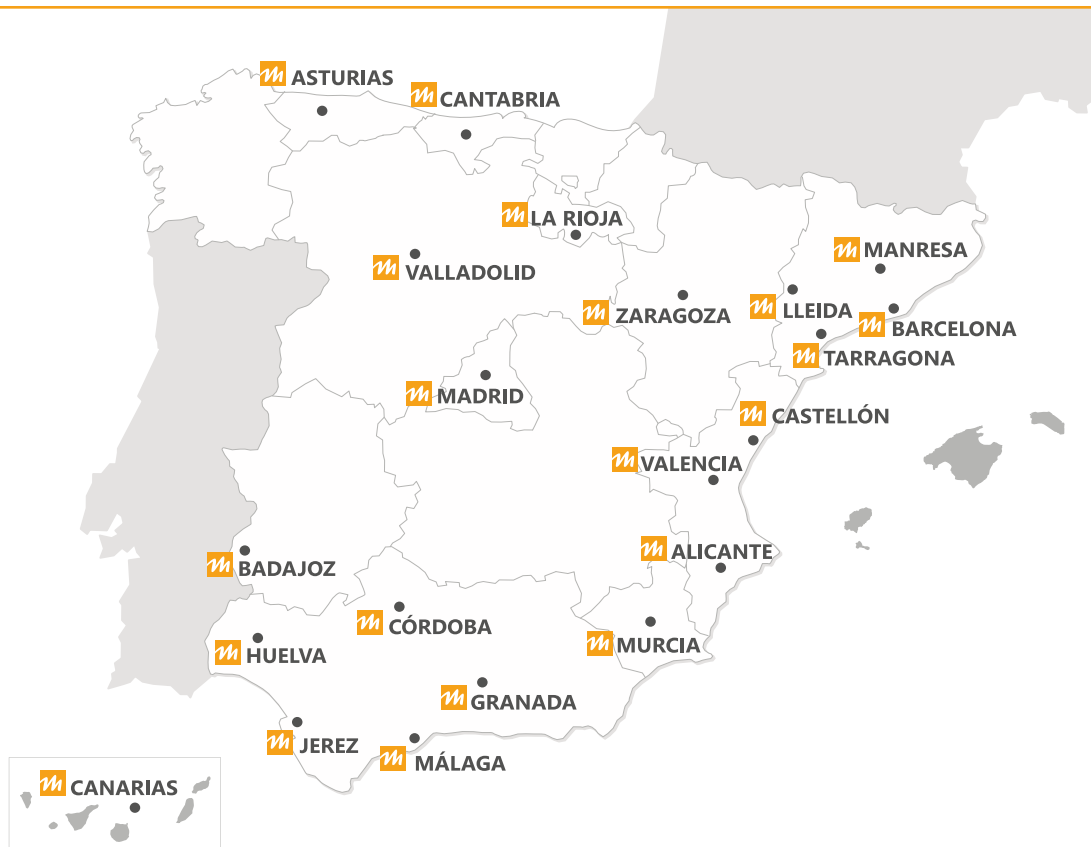 ASTURIAS
CANTABRIA
LA RIOJA
MANRESA
VALLADOLID
ZARAGOZA
LLEIDA
BARCELONA
TARRAGONA
MADRID
CASTELLÓN
VALENCIA
ALICANTE
BADAJOZ
CÓRDOBA
MURCIA
HUELVA
GRANADA
JEREZ
MÁLAGA
CANARIAS